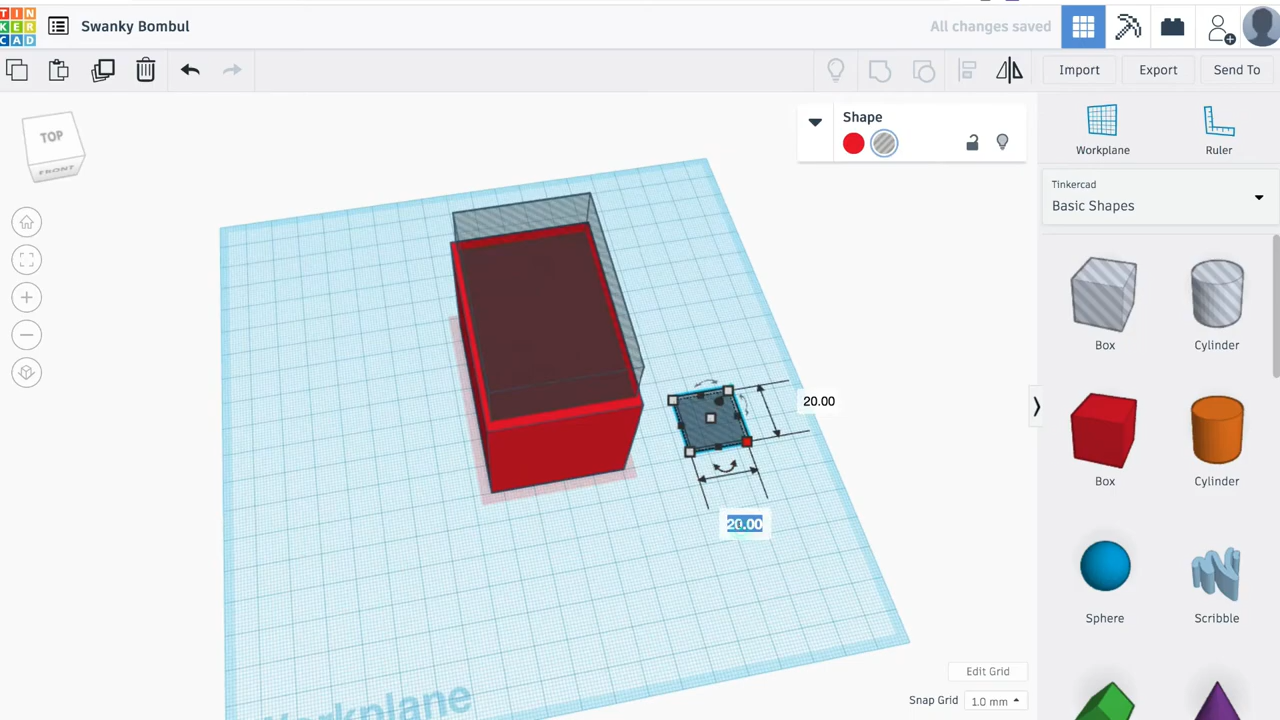 TIN
KER
CAD
Swanky Bombul
All changes saved
Import
Export
Send To
TOP
FRONT
Shape
Workplane
Ruler
Tinkercad
Basic Shapes
Box
Cylinder
20.00
20.00
Box
Cylinder
Sphere
Scribble
Edit Grid
Snap Grid
1.0 mm
Workplane